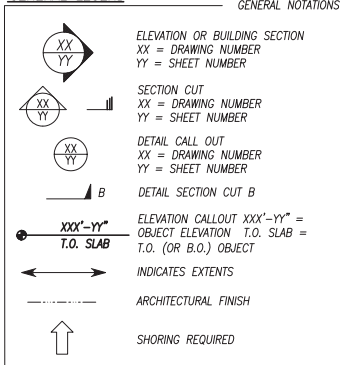 GENERAL NOTATIONS
XX
YY
ELEVATION OR BUILDING SECTION
XX = DRAWING NUMBER
YY = SHEET NUMBER
XX
YY
SECTION CUT
XX = DRAWING NUMBER
YY = SHEET NUMBER
XX
YY
DETAIL CALL OUT
XX = DRAWING NUMBER
YY = SHEET NUMBER
B DETAIL SECTION CUT B
XXX'-YY"
T.O. SLAB
ELEVATION CALLOUT XXX'-YY" =
OBJECT ELEVATION T.O. SLAB =
T.O. (OR B.O.) OBJECT
INDICATES EXTENTS
ARCHITECTURAL FINISH
SHORING REQUIRED